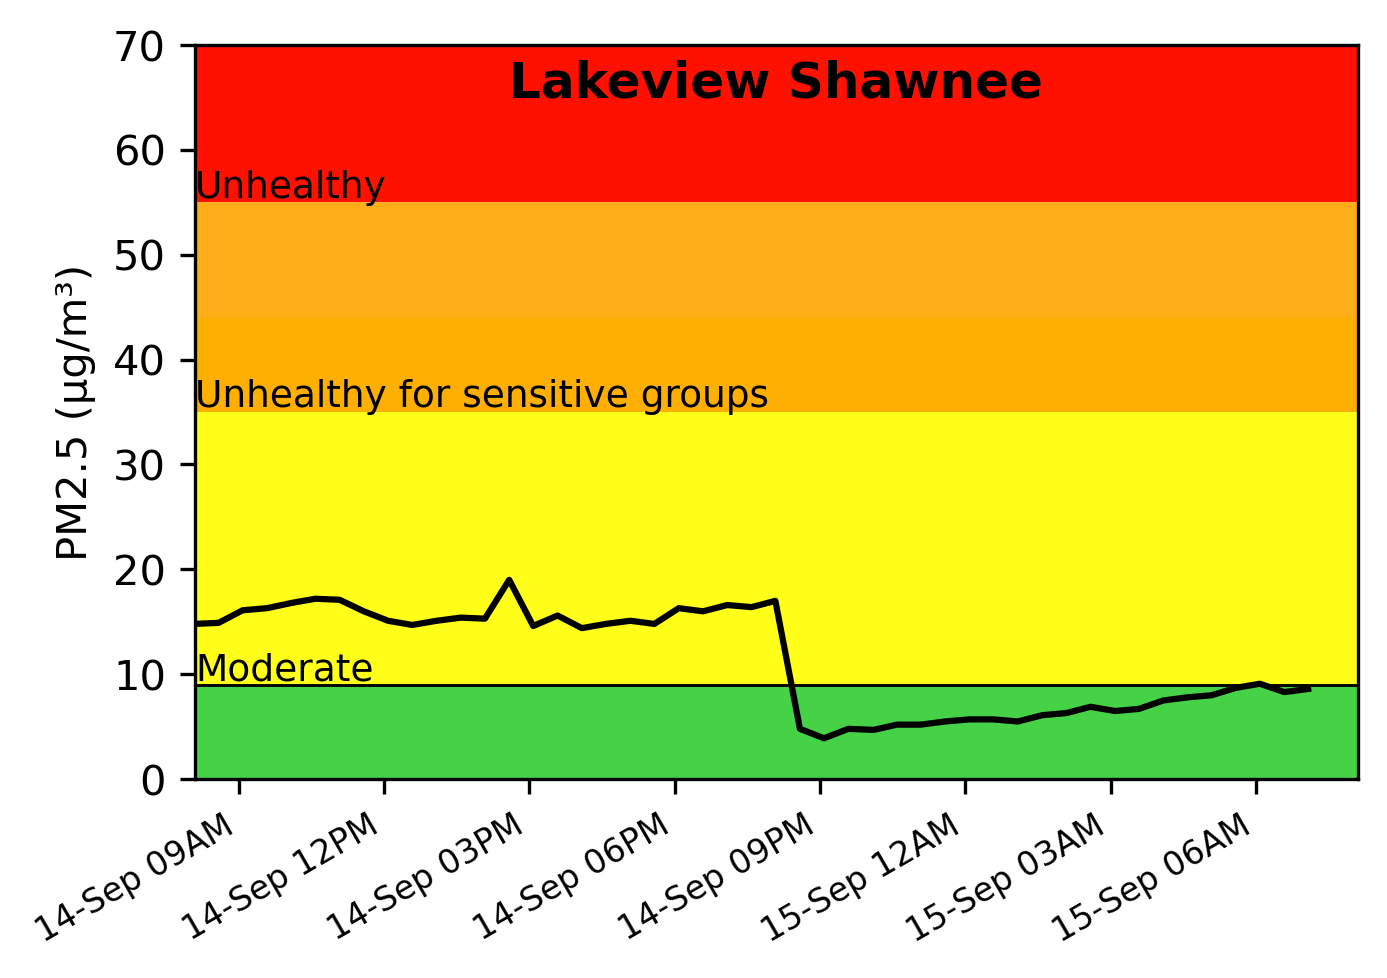 Lakeview Shawnee
PM2.5 (µg/m³)
70
60
50
40
30
20
10
0
Unhealthy
Unhealthy for sensitive groups
Moderate
14-Sep 09AM
14-Sep 12PM
14-Sep 03PM
14-Sep 06PM
14-Sep 09PM
15-Sep 12AM
15-Sep 03AM
15-Sep 06AM